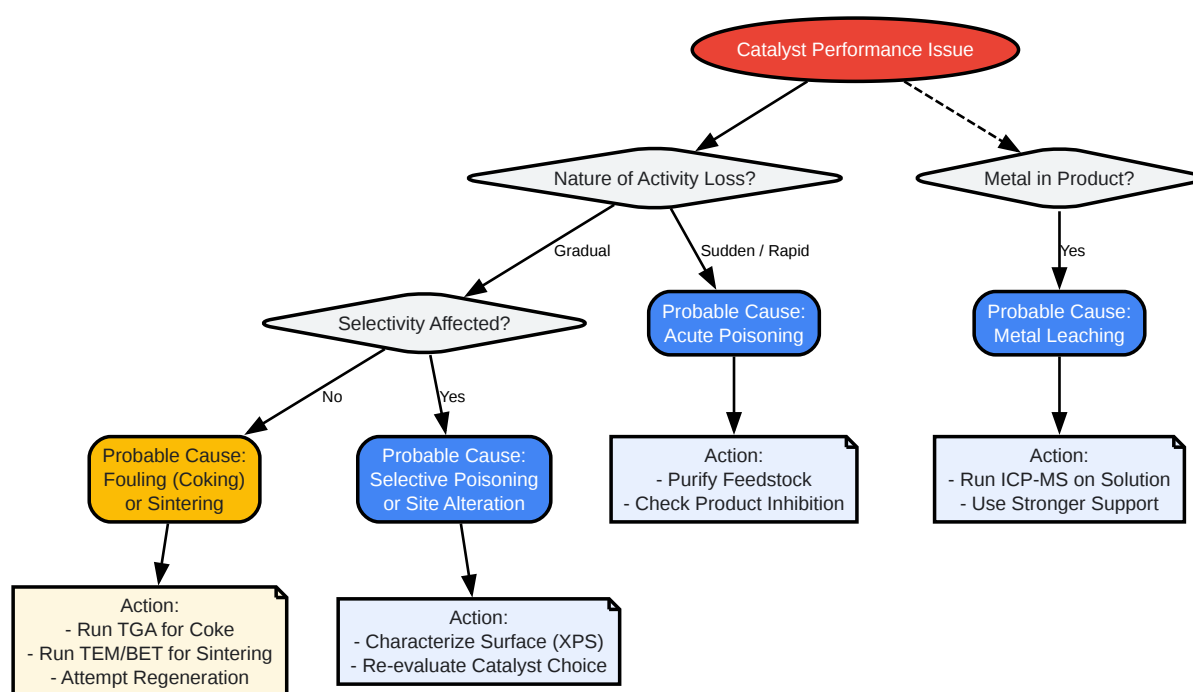 Catalyst Performance Issue
Nature of Activity Loss?
Metal in Product?
Gradual
Sudden / Rapid
Yes
Selectivity Affected?
Probable Cause:
Acute Poisoning
Probable Cause:
Metal Leaching
No
Yes
Probable Cause:
Fouling (Coking)
or Sintering
Probable Cause:
Selective Poisoning
or Site Alteration
Action:
- Purify Feedstock
- Check Product Inhibition
Action:
- Run ICP-MS on Solution
- Use Stronger Support
Action:
- Run TGA for Coke
- Run TEM/BET for Sintering
- Attempt Regeneration
Action:
- Characterize Surface (XPS)
- Re-evaluate Catalyst Choice